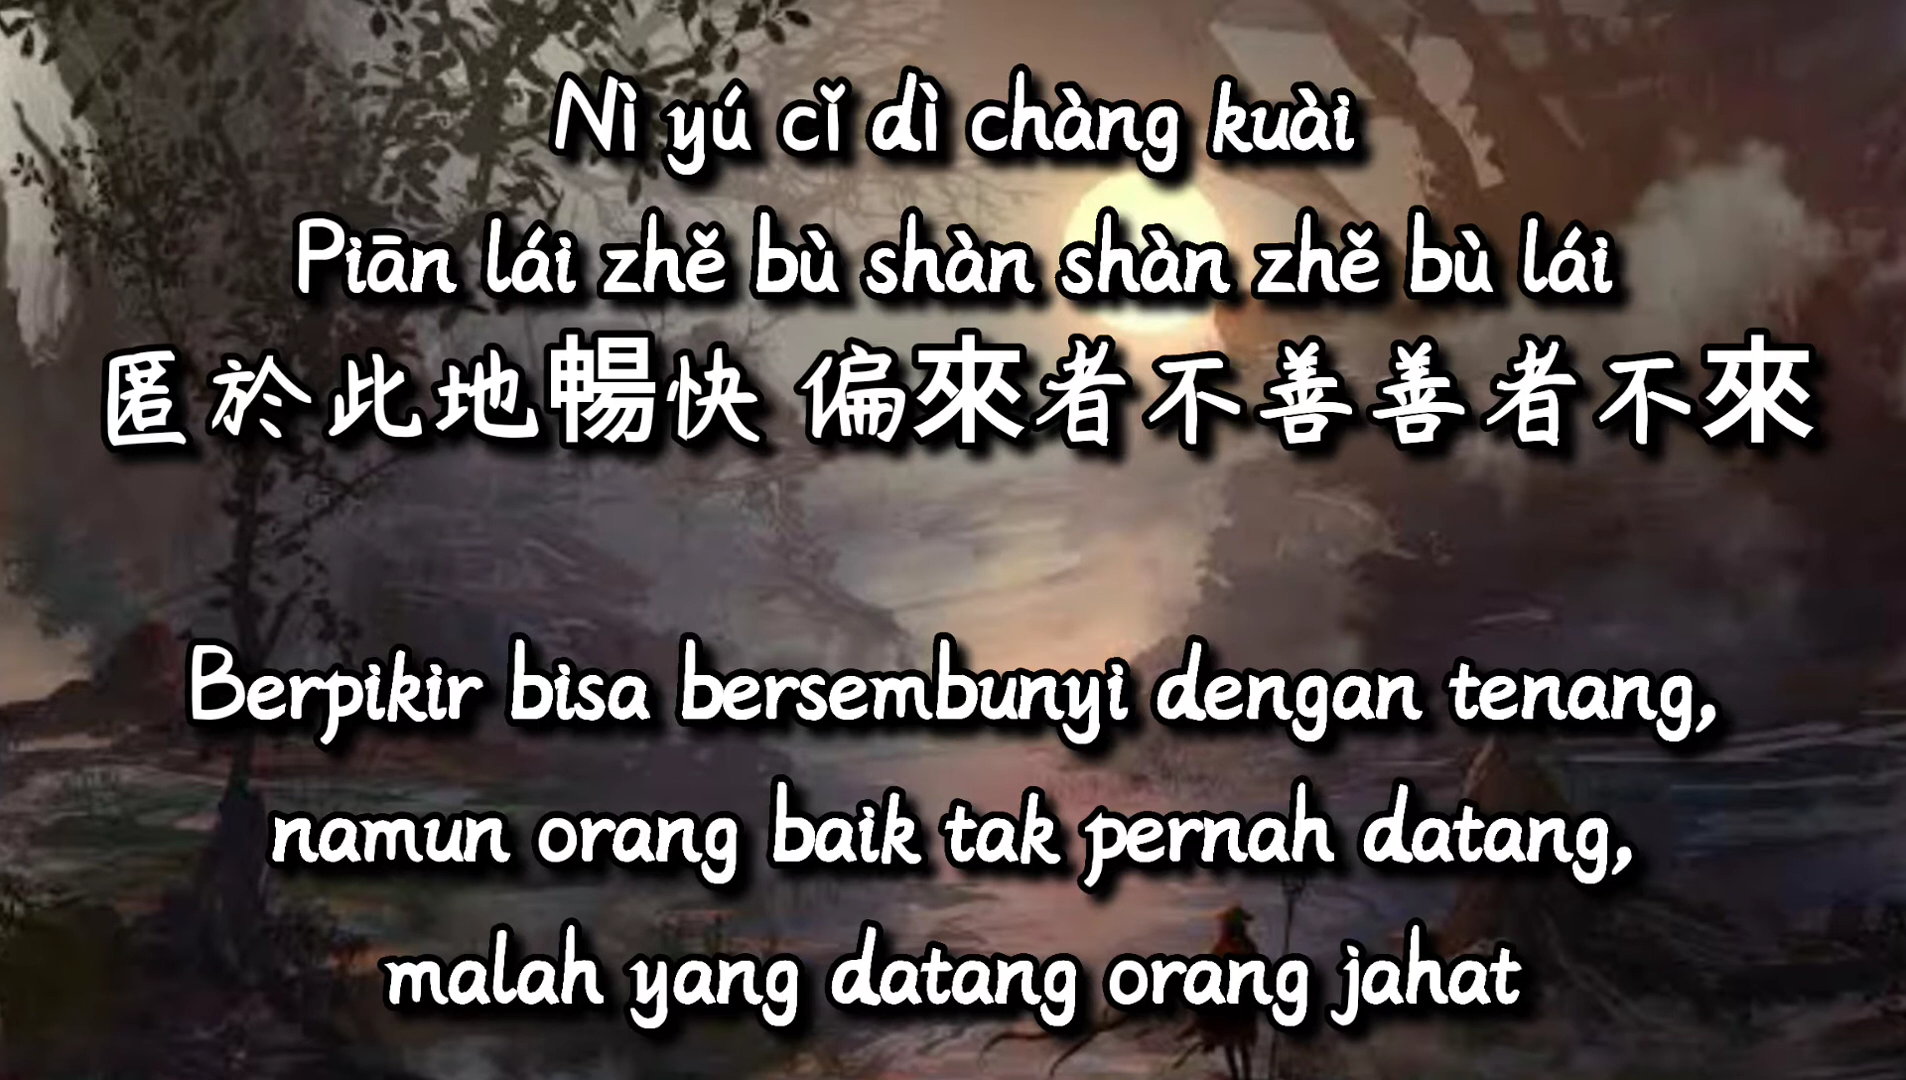 Nì yú cǐ dì chàng kuài
Piān lái zhě bù shàn shàn zhě bù lái
匿於此地暢快 偏來者不善善者不來
Berpikir bisa bersembunyi dengan tenang,
namun orang baik tak pernah datang,
malah yang datang orang jahat